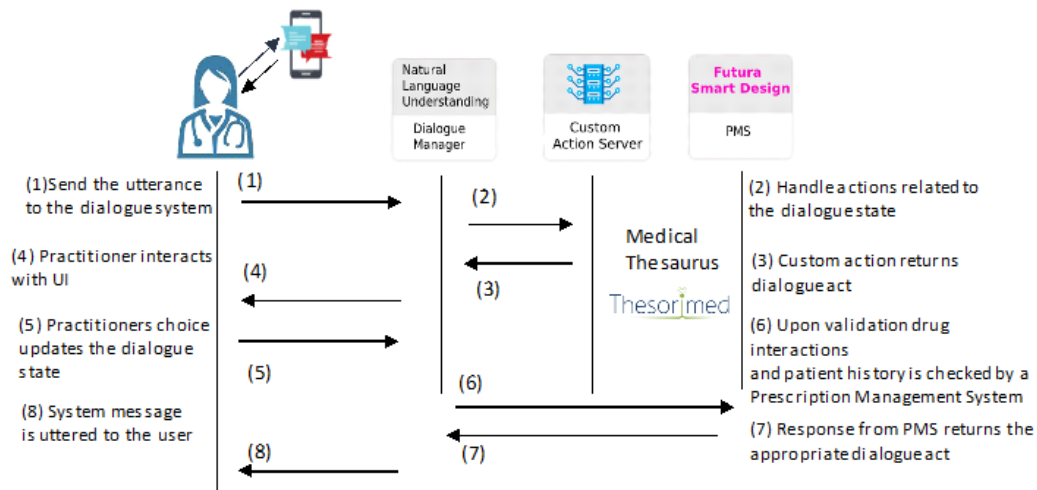 Natural
Language
Understanding
Dialogue
Manager
Custom
Action Server
Futura
Smart Design
PMS
(1)Send the utterance
to the dialogue system
(1)
(2)
(2) Handle actions related to
the dialogue state
Medical
Thesaurus
Thesorimed
(4) Practitioner interacts
with UI
(4)
(3)
(3) Custom action returns
dialogue act
(5) Practitioners choice
updates the dialogue
state
(5)
(6)
(6) Upon validation drug
interactions
and patient history is checked by a
Prescription Management System
(8) System message
is uttered to the user
(8)
(7)
(7) Response from PMS returns the
appropriate dialogue act